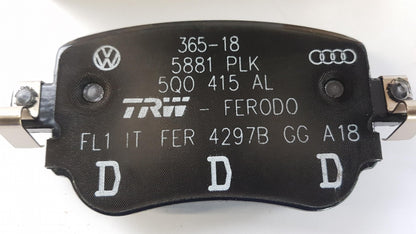 365-18
5881 PLK
5Q0 415 AL
TRW - FERODO
FL1 IT FER 4297B GG A18
D D D